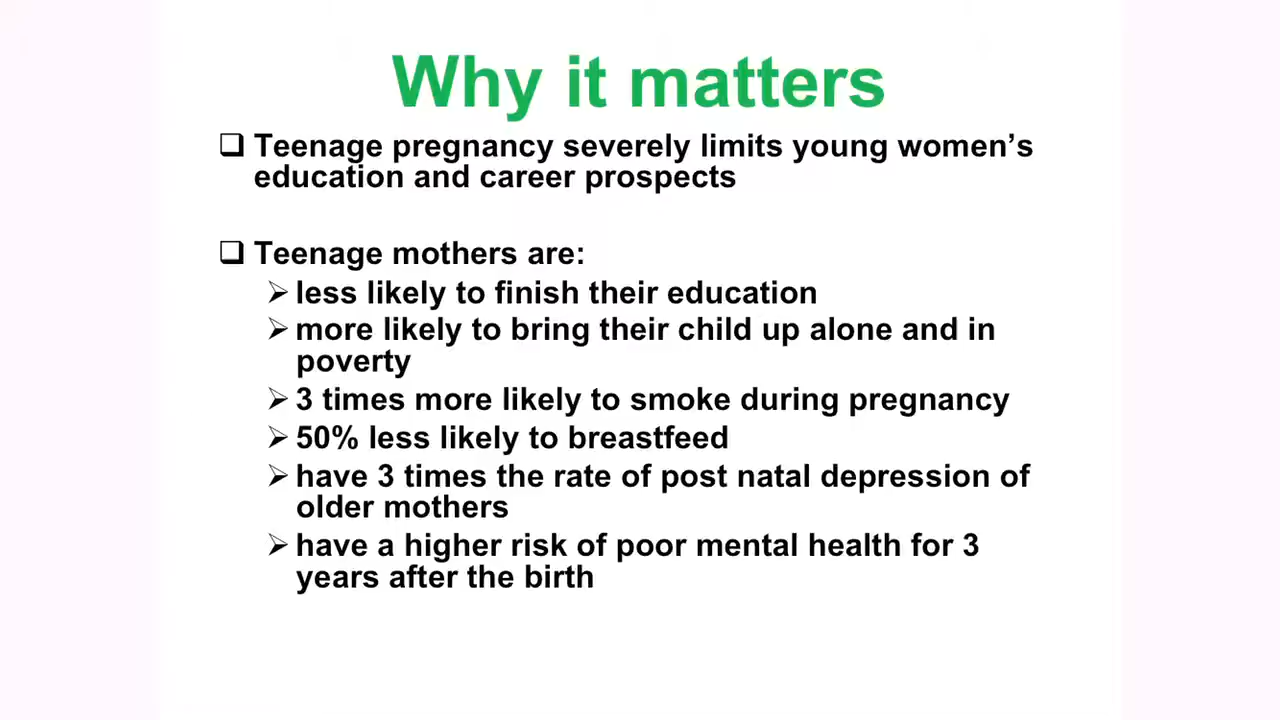 Why it matters
❑ Teenage pregnancy severely limits young women’s
education and career prospects
❑ Teenage mothers are:
➢ less likely to finish their education
➢ more likely to bring their child up alone and in
poverty
➢ 3 times more likely to smoke during pregnancy
➢ 50% less likely to breastfeed
➢ have 3 times the rate of post natal depression of
older mothers
➢ have a higher risk of poor mental health for 3
years after the birth